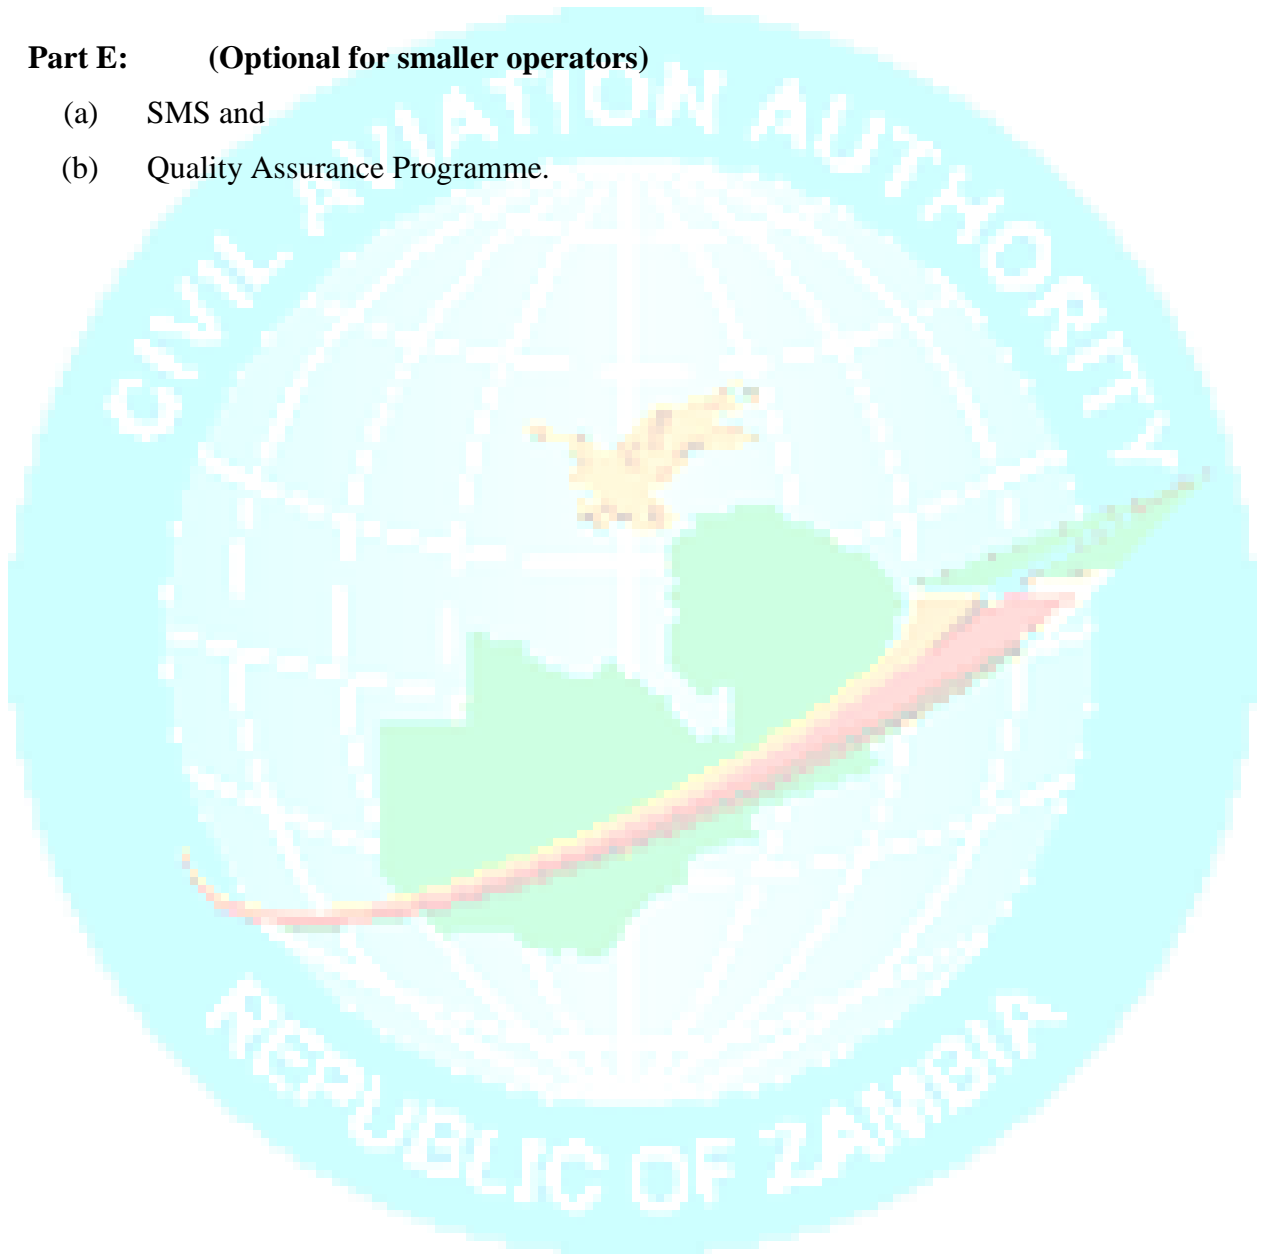 Part E: (Optional for smaller operators)
(a) SMS and
(b) Quality Assurance Programme.
CIVIL AVIATION AUTHORITY
REPUBLIC OF ZAMBIA